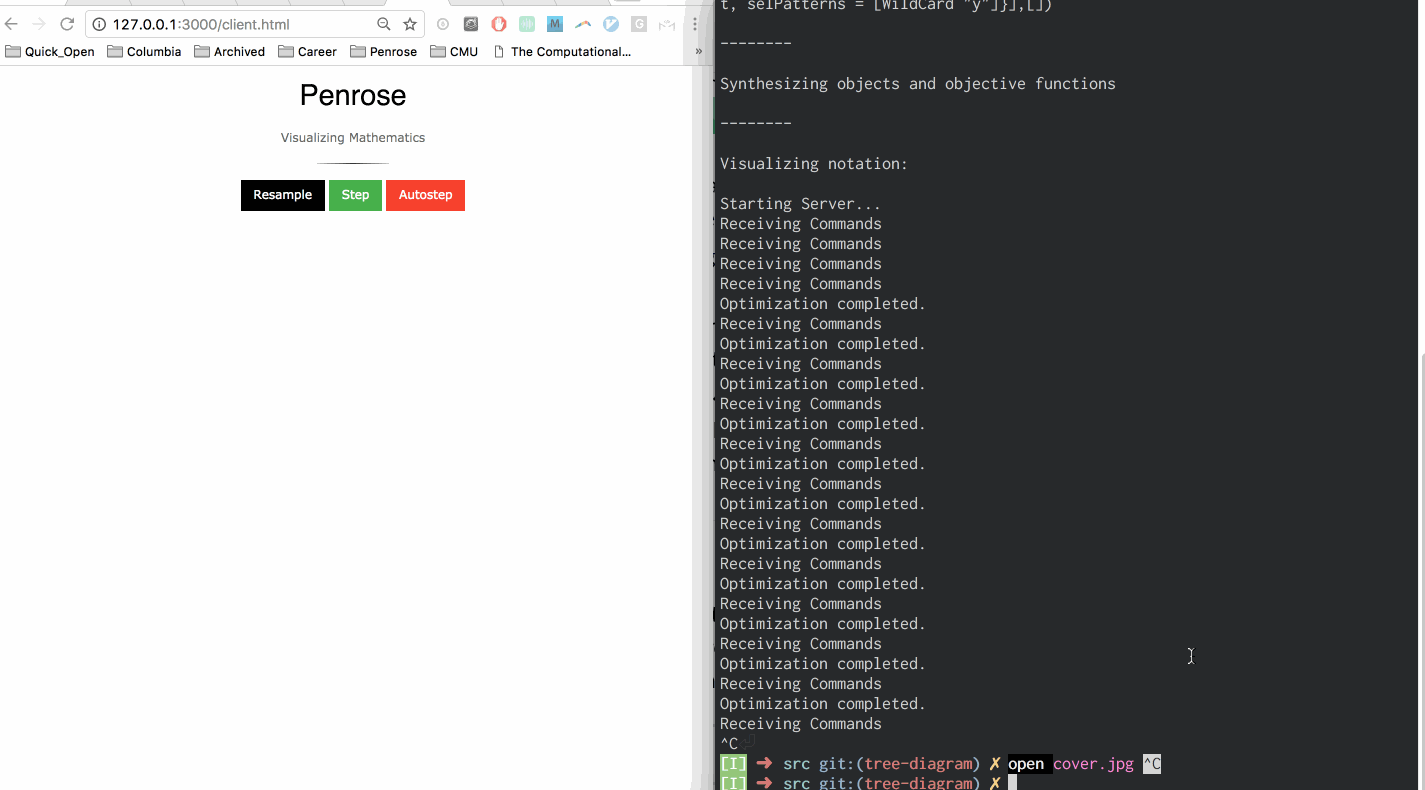 127.0.0.1:3000/client.html
Quick_Open Columbia Archived Career Penrose CMU The Computational... »
Penrose
Visualizing Mathematics
Resample Step Autostep
t, selPatterns = [WildCard "y"]}],[])
--------
Synthesizing objects and objective functions
--------
Visualizing notation:
Starting Server...
Receiving Commands
Receiving Commands
Receiving Commands
Receiving Commands
Optimization completed.
Receiving Commands
Optimization completed.
Receiving Commands
Optimization completed.
Receiving Commands
Optimization completed.
Receiving Commands
Optimization completed.
Receiving Commands
Optimization completed.
Receiving Commands
Optimization completed.
Receiving Commands
Optimization completed.
Receiving Commands
Optimization completed.
Receiving Commands
Optimization completed.
Receiving Commands
Optimization completed.
Receiving Commands
^C
[I] ➜ src git:(tree-diagram) ✗ open cover.jpg ^C
[I] ➜ src git:(tree-diagram) ✗